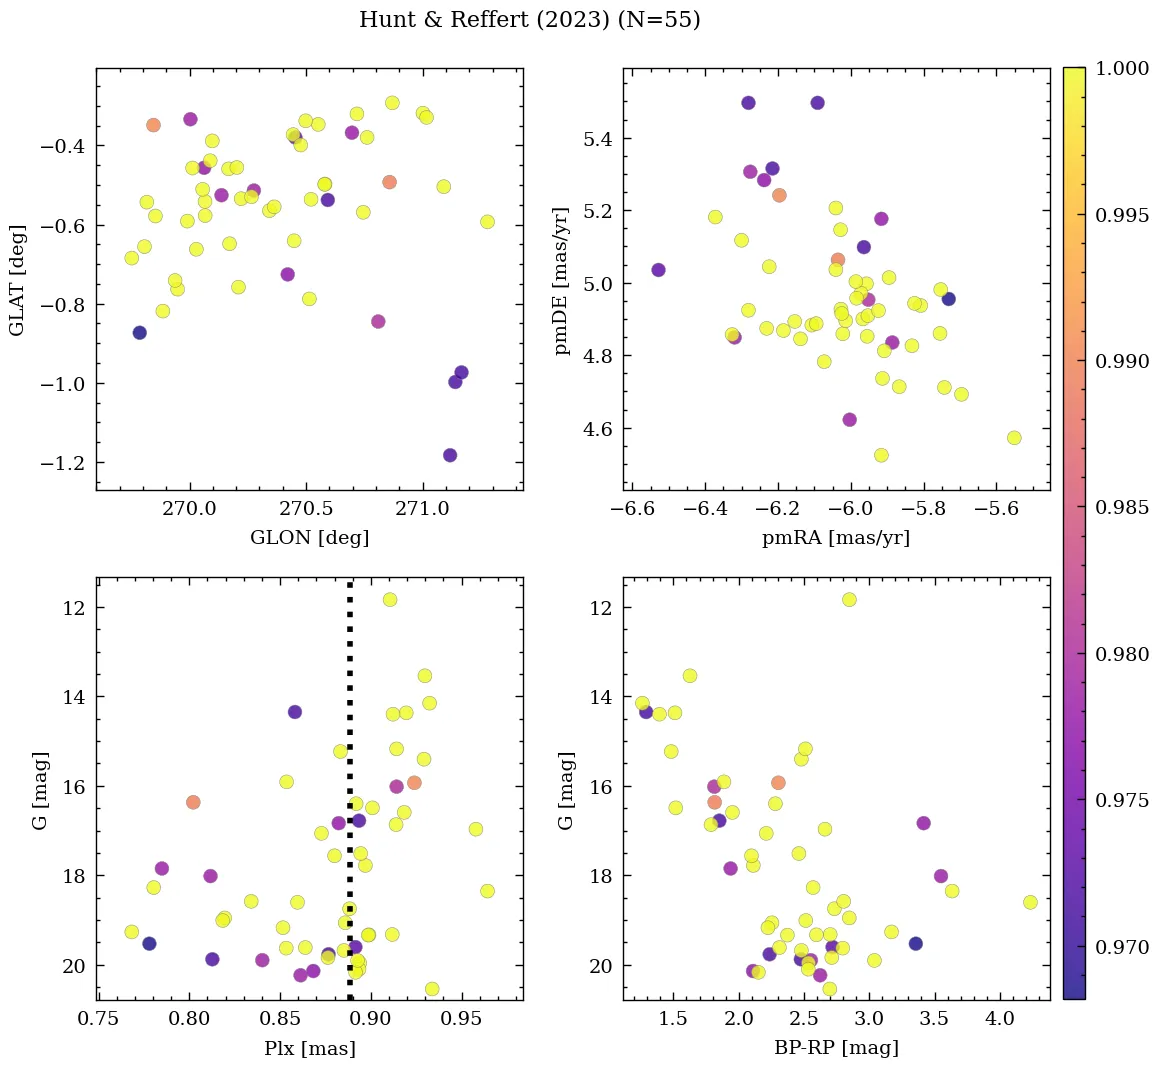 Hunt & Reffert (2023) (N=55)
−0.4
−0.6
−0.8
−1.0
−1.2
GLAT [deg]
270.0 270.5 271.0
GLON [deg]
5.4
5.2
5.0
4.8
4.6
pmDE [mas/yr]
−6.6 −6.4 −6.2 −6.0 −5.8 −5.6
pmRA [mas/yr]
12
14
16
18
20
G [mag]
0.75 0.80 0.85 0.90 0.95
Plx [mas]
12
14
16
18
20
G [mag]
1.5 2.0 2.5 3.0 3.5 4.0
BP-RP [mag]
1.000
0.995
0.990
0.985
0.980
0.975
0.970